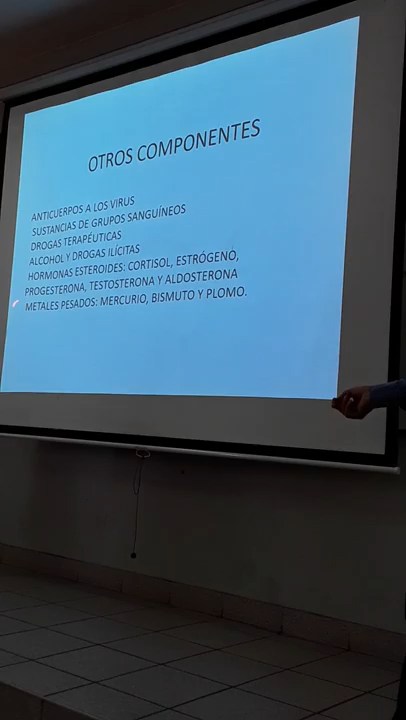 OTROS COMPONENTES
ANTICUERPOS A LOS VIRUS
SUSTANCIAS DE GRUPOS SANGUÍNEOS
DROGAS TERAPÉUTICAS
ALCOHOL Y DROGAS ILÍCITAS
HORMONAS ESTEROIDES: CORTISOL, ESTRÓGENO,
PROGESTERONA, TESTOSTERONA Y ALDOSTERONA
METALES PESADOS: MERCURIO, BISMUTO Y PLOMO.